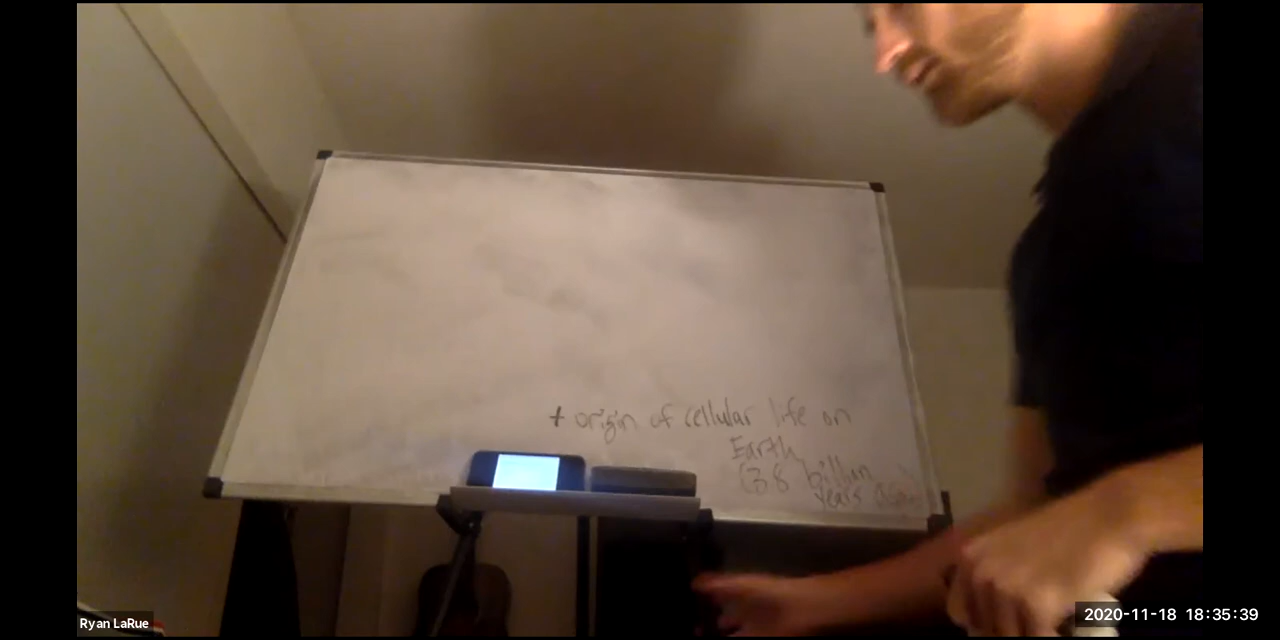 + origin of cellular life on
Earth
(3.8 billion
years ago)
Ryan LaRue
2020-11-18 18:35:39